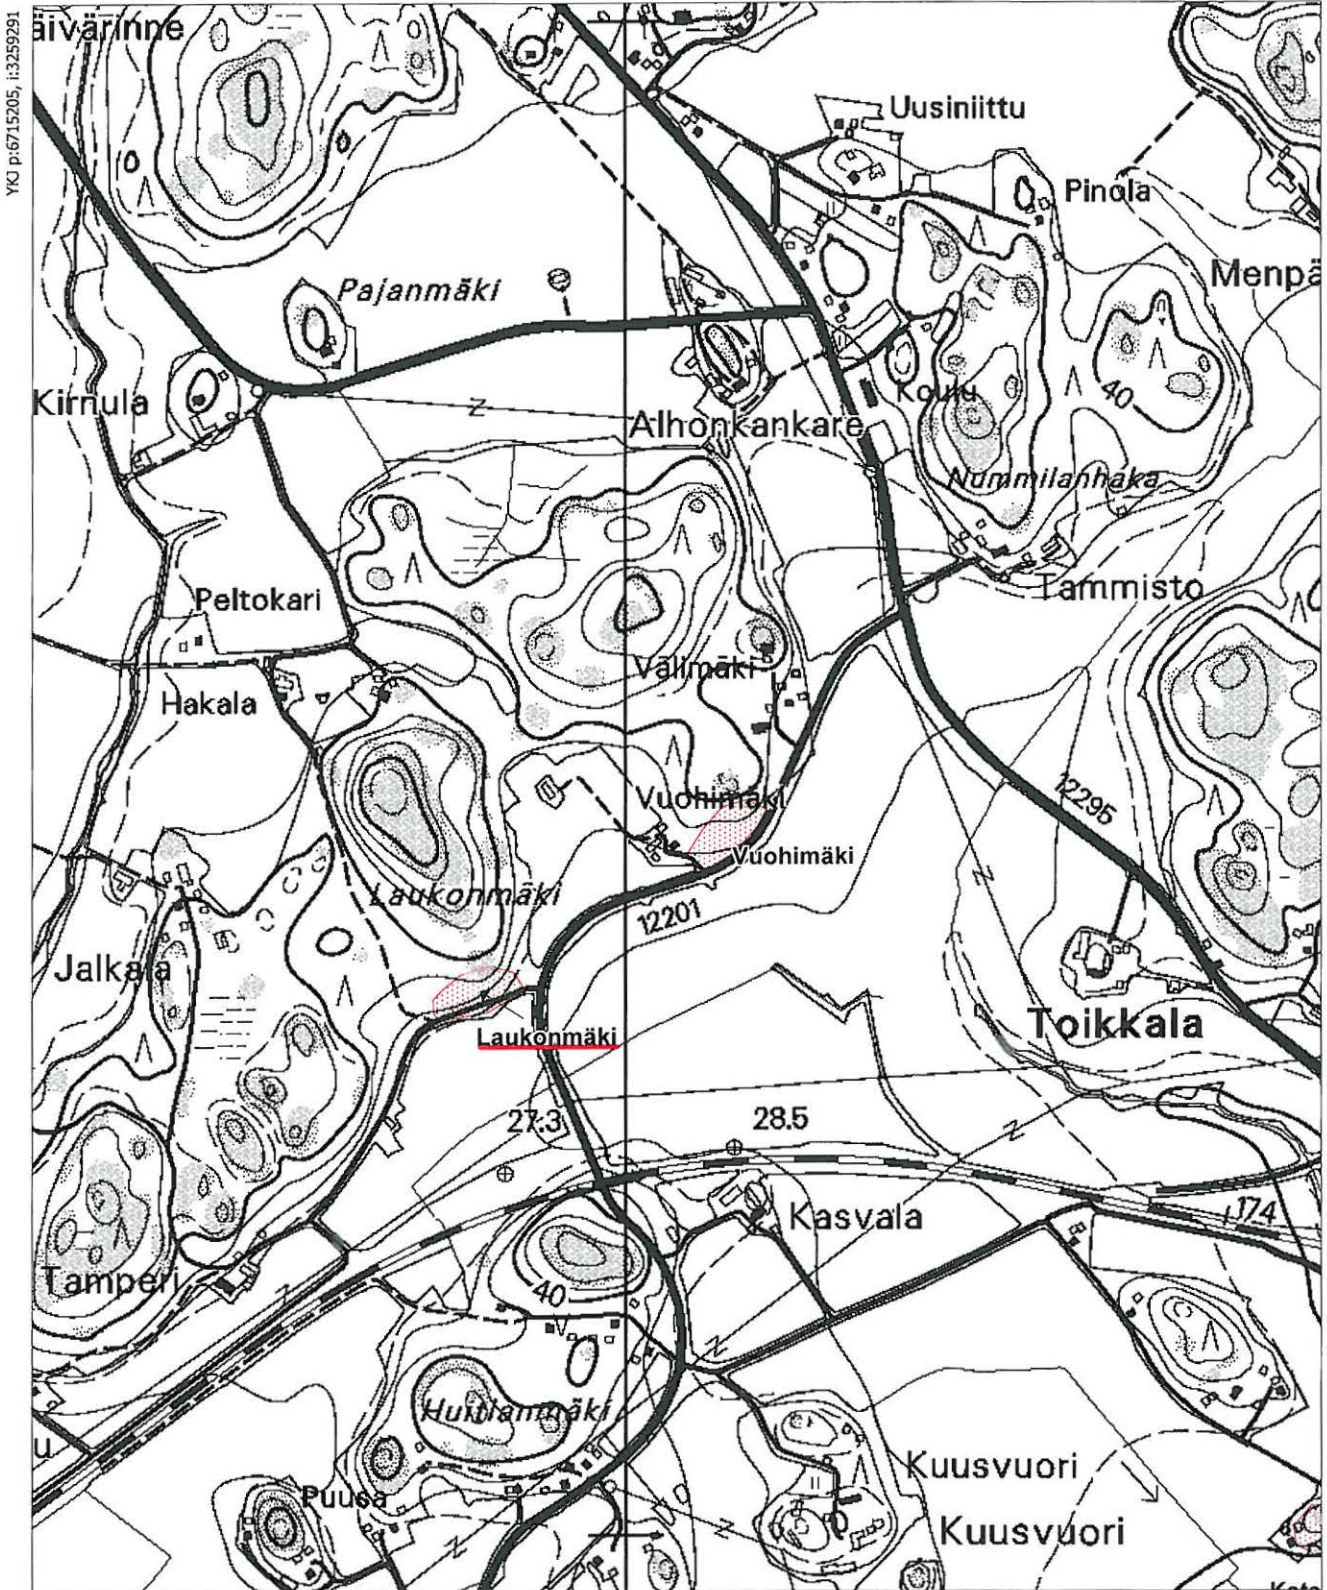 YKJ p:6715205, i:3259291
äivärinne
Uusiniittu
Pinola
Menpä
Pajanmäki
Kirnula
Koulu
40
Alhonkankare
Nummilanhaka
Peltokari
Tammisto
Välimäki
Hakala
12295
Vuohimäki
Vuohimäki
Laukonmäki
12201
Jalkala
Toikkala
Laukonmäki
27.3
28.5
Kasvala
174
Tamperi
40
Huitlanmäki
u
Kuusvuori
Puusa
Kuusvuori